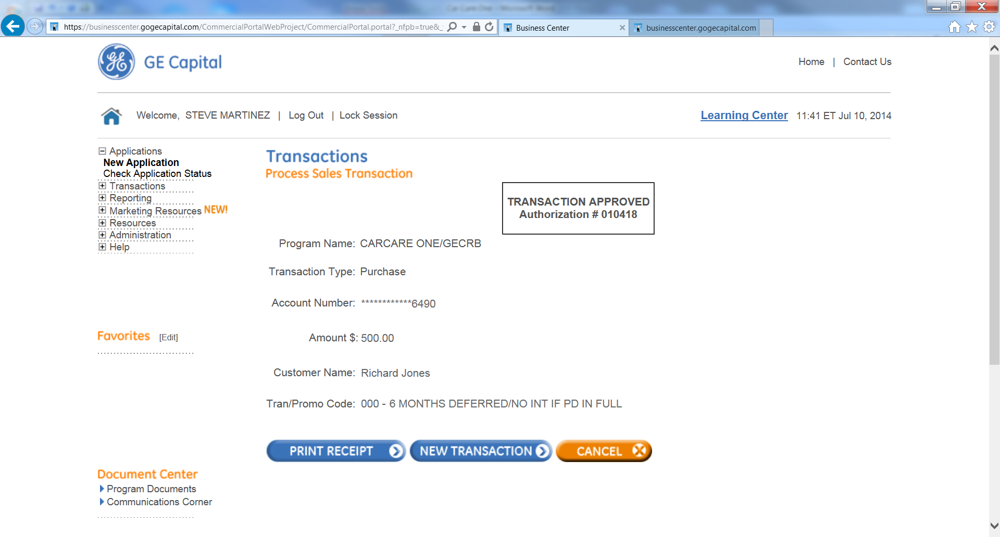 Car Care One - Microsoft Word
https://businesscenter.gogecapital.com/CommercialPortalWebProject/CommercialPortal.portal?_nfpb=true&_
Business Center
businesscenter.gogecapital.com
GE Capital
Home | Contact Us
Welcome, STEVE MARTINEZ | Log Out | Lock Session
Learning Center 11:41 ET Jul 10, 2014
Applications
New Application
Check Application Status
Transactions
Reporting
Marketing Resources NEW!
Resources
Administration
Help
Favorites [Edit]
Document Center
Program Documents
Communications Corner
Transactions
Process Sales Transaction
TRANSACTION APPROVED
Authorization # 010418
Program Name: CARCARE ONE/GECRB
Transaction Type: Purchase
Account Number: ************6490
Amount $: 500.00
Customer Name: Richard Jones
Tran/Promo Code: 000 - 6 MONTHS DEFERRED/NO INT IF PD IN FULL
PRINT RECEIPT
NEW TRANSACTION
CANCEL